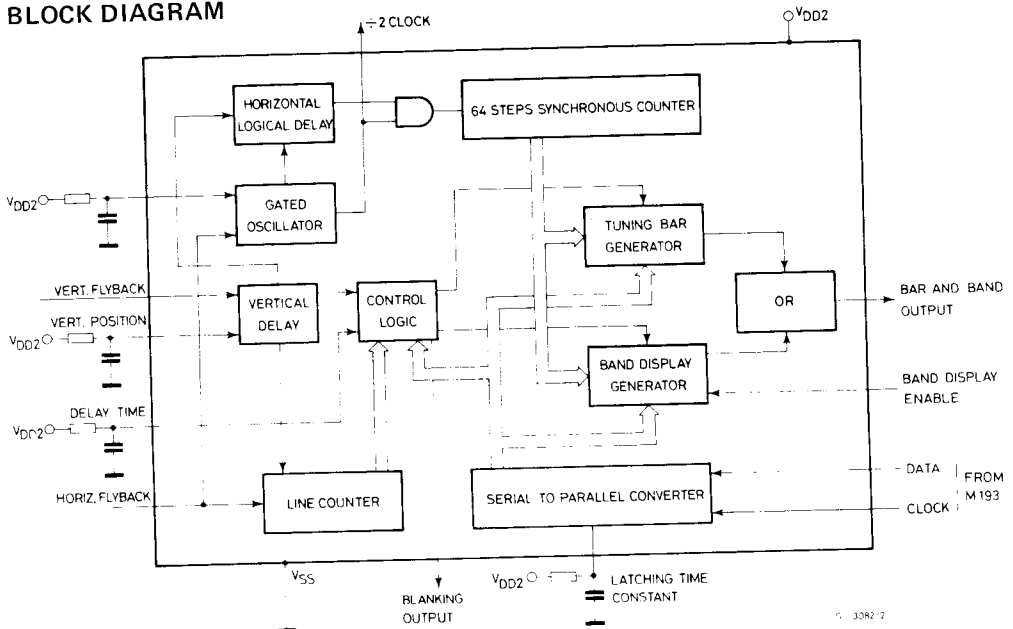 BLOCK DIAGRAM
÷2 CLOCK
VDD2
HORIZONTAL
LOGICAL DELAY
64 STEPS SYNCHRONOUS COUNTER
VDD2
GATED
OSCILLATOR
TUNING BAR
GENERATOR
VERT. FLYBACK
VERTICAL
DELAY
CONTROL
LOGIC
OR
BAR AND BAND
OUTPUT
VERT. POSITION
VDD2
BAND DISPLAY
GENERATOR
BAND DISPLAY
ENABLE
DELAY TIME
VDD2
HORIZ. FLYBACK
LINE COUNTER
SERIAL TO PARALLEL CONVERTER
DATA
CLOCK
FROM
M193
VSS
BLANKING
OUTPUT
VDD2
LATCHING TIME
CONSTANT